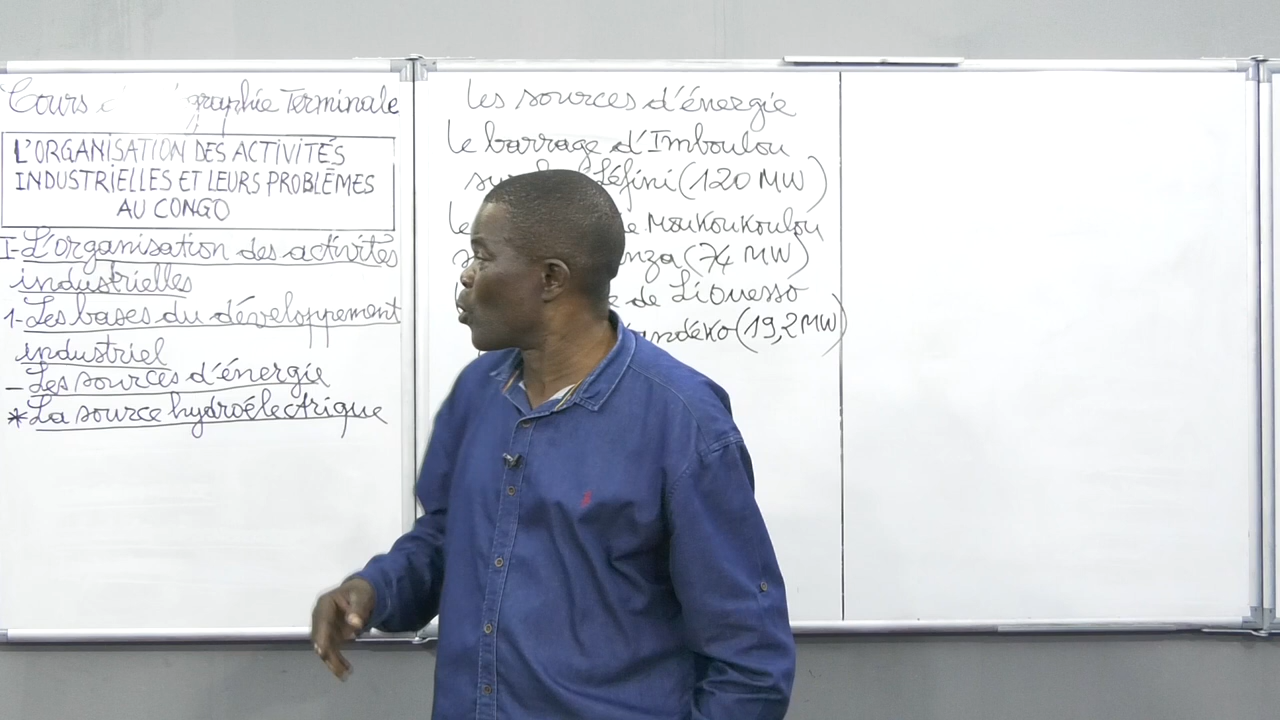 Cours graphie Terminale
L'ORGANISATION DES ACTIVITÉS
INDUSTRIELLES ET LEURS PROBLÈMES
AU CONGO
I-L'organisation des activités
industrielles
1-Les bases du développement
industriel
-Les sources d'énergie
*La source hydroélectrique
Les sources d'énergie
le barrage d'Imboulou
Léfini (120 MW)
Moukoukoulou
(74 MW)
de Liouesso
(19,2 MW)